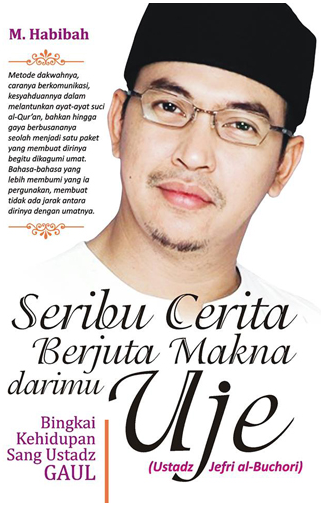 M. Habibah
Metode dakwahnya,
caranya berkomunikasi,
kesyahduannya dalam
melantunkan ayat-ayat suci
al-Qur'an, bahkan hingga
gaya berbusananya
seolah menjadi satu paket
yang membuat dirinya
begitu dikagumi umat.
Bahasa-bahasa yang
lebih membumi yang ia
pergunakan, membuat
tidak ada jarak antara
dirinya dengan umatnya.
Seribu Cerita
Berjuta Makna
darimu Uje
(Ustadz Jefri al-Buchori)
Bingkai
Kehidupan
Sang Ustadz
GAUL